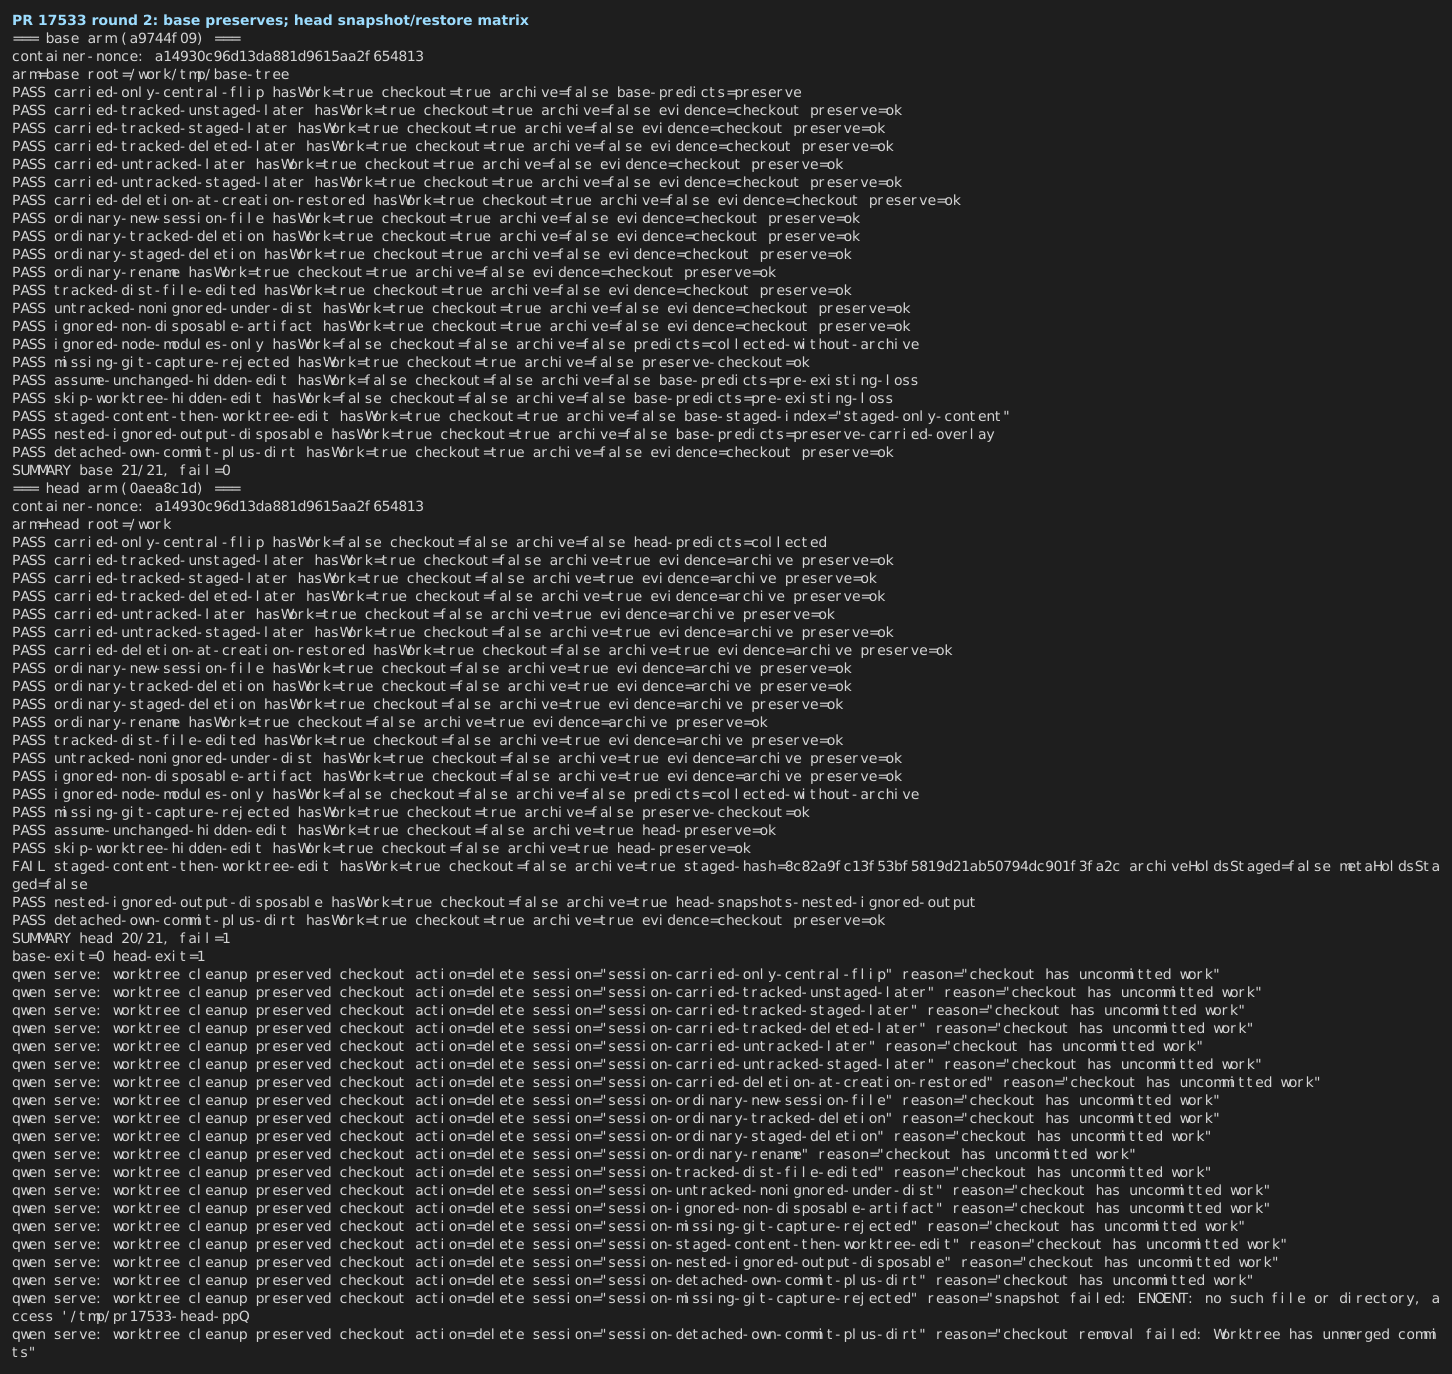 PR 17533 round 2: base preserves; head snapshot/restore matrix
=== base arm (a9744f09) ===
container-nonce: a14930c96d13da881d9615aa2f654813
arm=base root=/work/tmp/base-tree
PASS carried-only-central-flip hasWork=true checkout=true archive=false base-predicts=preserve
PASS carried-tracked-unstaged-later hasWork=true checkout=true archive=false evidence=checkout preserve=ok
PASS carried-tracked-staged-later hasWork=true checkout=true archive=false evidence=checkout preserve=ok
PASS carried-tracked-deleted-later hasWork=true checkout=true archive=false evidence=checkout preserve=ok
PASS carried-untracked-later hasWork=true checkout=true archive=false evidence=checkout preserve=ok
PASS carried-untracked-staged-later hasWork=true checkout=true archive=false evidence=checkout preserve=ok
PASS carried-deletion-at-creation-restored hasWork=true checkout=true archive=false evidence=checkout preserve=ok
PASS ordinary-new-session-file hasWork=true checkout=true archive=false evidence=checkout preserve=ok
PASS ordinary-tracked-deletion hasWork=true checkout=true archive=false evidence=checkout preserve=ok
PASS ordinary-staged-deletion hasWork=true checkout=true archive=false evidence=checkout preserve=ok
PASS ordinary-rename hasWork=true checkout=true archive=false evidence=checkout preserve=ok
PASS tracked-dist-file-edited hasWork=true checkout=true archive=false evidence=checkout preserve=ok
PASS untracked-nonignored-under-dist hasWork=true checkout=true archive=false evidence=checkout preserve=ok
PASS ignored-non-disposable-artifact hasWork=true checkout=true archive=false evidence=checkout preserve=ok
PASS ignored-node-modules-only hasWork=false checkout=false archive=false predicts=collected-without-archive
PASS missing-git-capture-rejected hasWork=true checkout=true archive=false preserve-checkout=ok
PASS assume-unchanged-hidden-edit hasWork=false checkout=false archive=false base-predicts=pre-existing-loss
PASS skip-worktree-hidden-edit hasWork=false checkout=false archive=false base-predicts=pre-existing-loss
PASS staged-content-then-worktree-edit hasWork=true checkout=true archive=false base-staged-index="staged-only-content"
PASS nested-ignored-output-disposable hasWork=true checkout=true archive=false base-predicts=preserve-carried-overlay
PASS detached-own-commit-plus-dirt hasWork=true checkout=true archive=false evidence=checkout preserve=ok
SUMMARY base 21/21, fail=0
=== head arm (0aea8c1d) ===
container-nonce: a14930c96d13da881d9615aa2f654813
arm=head root=/work
PASS carried-only-central-flip hasWork=false checkout=false archive=false head-predicts=collected
PASS carried-tracked-unstaged-later hasWork=true checkout=false archive=true evidence=archive preserve=ok
PASS carried-tracked-staged-later hasWork=true checkout=false archive=true evidence=archive preserve=ok
PASS carried-tracked-deleted-later hasWork=true checkout=false archive=true evidence=archive preserve=ok
PASS carried-untracked-later hasWork=true checkout=false archive=true evidence=archive preserve=ok
PASS carried-untracked-staged-later hasWork=true checkout=false archive=true evidence=archive preserve=ok
PASS carried-deletion-at-creation-restored hasWork=true checkout=false archive=true evidence=archive preserve=ok
PASS ordinary-new-session-file hasWork=true checkout=false archive=true evidence=archive preserve=ok
PASS ordinary-tracked-deletion hasWork=true checkout=false archive=true evidence=archive preserve=ok
PASS ordinary-staged-deletion hasWork=true checkout=false archive=true evidence=archive preserve=ok
PASS ordinary-rename hasWork=true checkout=false archive=true evidence=archive preserve=ok
PASS tracked-dist-file-edited hasWork=true checkout=false archive=true evidence=archive preserve=ok
PASS untracked-nonignored-under-dist hasWork=true checkout=false archive=true evidence=archive preserve=ok
PASS ignored-non-disposable-artifact hasWork=true checkout=false archive=true evidence=archive preserve=ok
PASS ignored-node-modules-only hasWork=false checkout=false archive=false predicts=collected-without-archive
PASS missing-git-capture-rejected hasWork=true checkout=true archive=false preserve-checkout=ok
PASS assume-unchanged-hidden-edit hasWork=true checkout=false archive=true head-preserve=ok
PASS skip-worktree-hidden-edit hasWork=true checkout=false archive=true head-preserve=ok
FAIL staged-content-then-worktree-edit hasWork=true checkout=false archive=true staged-hash=8c82a9fc13f53bf5819d21ab50794dc901f3fa2c archiveHoldsStaged=false metaHoldsSta
ged=false
PASS nested-ignored-output-disposable hasWork=true checkout=false archive=true head-snapshots-nested-ignored-output
PASS detached-own-commit-plus-dirt hasWork=true checkout=true archive=true evidence=checkout preserve=ok
SUMMARY head 20/21, fail=1
base-exit=0 head-exit=1
qwen serve: worktree cleanup preserved checkout action=delete session="session-carried-only-central-flip" reason="checkout has uncommitted work"
qwen serve: worktree cleanup preserved checkout action=delete session="session-carried-tracked-unstaged-later" reason="checkout has uncommitted work"
qwen serve: worktree cleanup preserved checkout action=delete session="session-carried-tracked-staged-later" reason="checkout has uncommitted work"
qwen serve: worktree cleanup preserved checkout action=delete session="session-carried-tracked-deleted-later" reason="checkout has uncommitted work"
qwen serve: worktree cleanup preserved checkout action=delete session="session-carried-untracked-later" reason="checkout has uncommitted work"
qwen serve: worktree cleanup preserved checkout action=delete session="session-carried-untracked-staged-later" reason="checkout has uncommitted work"
qwen serve: worktree cleanup preserved checkout action=delete session="session-carried-deletion-at-creation-restored" reason="checkout has uncommitted work"
qwen serve: worktree cleanup preserved checkout action=delete session="session-ordinary-new-session-file" reason="checkout has uncommitted work"
qwen serve: worktree cleanup preserved checkout action=delete session="session-ordinary-tracked-deletion" reason="checkout has uncommitted work"
qwen serve: worktree cleanup preserved checkout action=delete session="session-ordinary-staged-deletion" reason="checkout has uncommitted work"
qwen serve: worktree cleanup preserved checkout action=delete session="session-ordinary-rename" reason="checkout has uncommitted work"
qwen serve: worktree cleanup preserved checkout action=delete session="session-tracked-dist-file-edited" reason="checkout has uncommitted work"
qwen serve: worktree cleanup preserved checkout action=delete session="session-untracked-nonignored-under-dist" reason="checkout has uncommitted work"
qwen serve: worktree cleanup preserved checkout action=delete session="session-ignored-non-disposable-artifact" reason="checkout has uncommitted work"
qwen serve: worktree cleanup preserved checkout action=delete session="session-missing-git-capture-rejected" reason="checkout has uncommitted work"
qwen serve: worktree cleanup preserved checkout action=delete session="session-staged-content-then-worktree-edit" reason="checkout has uncommitted work"
qwen serve: worktree cleanup preserved checkout action=delete session="session-nested-ignored-output-disposable" reason="checkout has uncommitted work"
qwen serve: worktree cleanup preserved checkout action=delete session="session-detached-own-commit-plus-dirt" reason="checkout has uncommitted work"
qwen serve: worktree cleanup preserved checkout action=delete session="session-missing-git-capture-rejected" reason="snapshot failed: ENOENT: no such file or directory, a
ccess '/tmp/pr17533-head-ppQ
qwen serve: worktree cleanup preserved checkout action=delete session="session-detached-own-commit-plus-dirt" reason="checkout removal failed: Worktree has unmerged commi
ts"